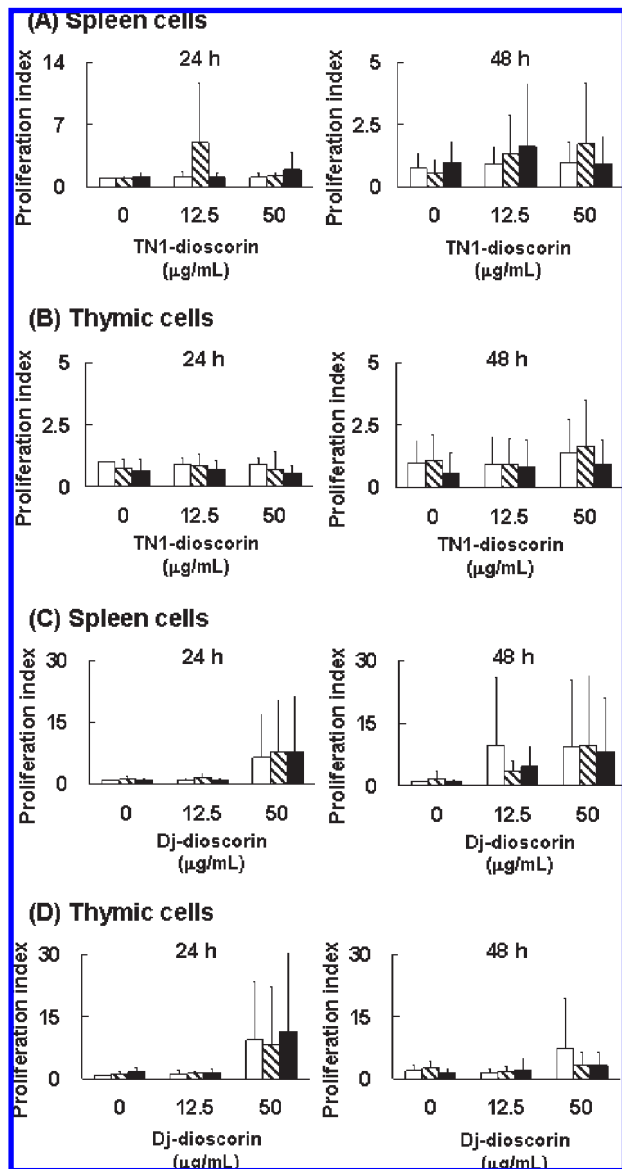 (A) Spleen cells
24 h
48 h
Proliferation index
14
7
0
0 12.5 50
TN1-dioscorin
(μg/mL)
Proliferation index
5
2.5
0
0 12.5 50
TN1-dioscorin
(μg/mL)
(B) Thymic cells
24 h
48 h
Proliferation index
5
2.5
0
0 12.5 50
TN1-dioscorin
(μg/mL)
Proliferation index
5
2.5
0
0 12.5 50
TN1-dioscorin
(μg/mL)
(C) Spleen cells
24 h
48 h
Proliferation index
30
15
0
0 12.5 50
Dj-dioscorin
(μg/mL)
Proliferation index
30
15
0
0 12.5 50
Dj-dioscorin
(μg/mL)
(D) Thymic cells
24 h
48 h
Proliferation index
30
15
0
0 12.5 50
Dj-dioscorin
(μg/mL)
Proliferation index
30
15
0
0 12.5 50
Dj-dioscorin
(μg/mL)